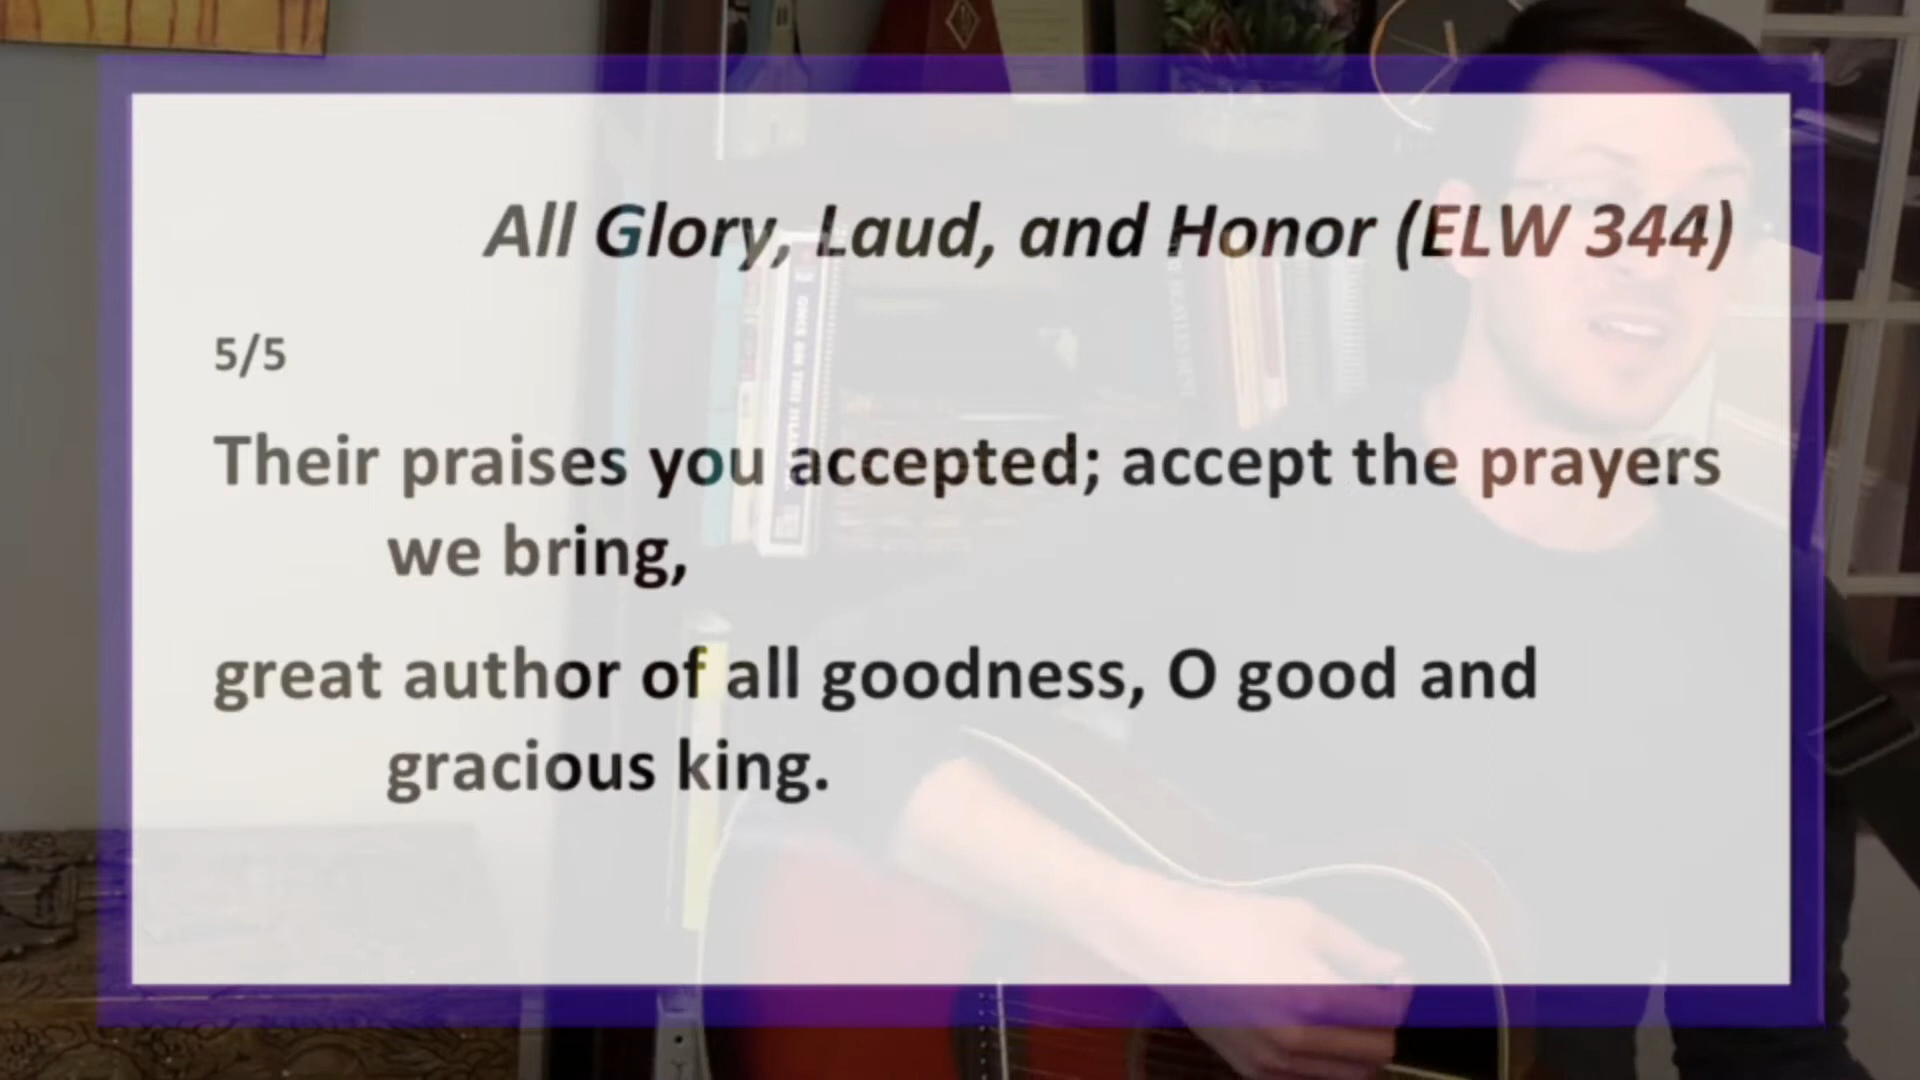 All Glory, Laud, and Honor (ELW 344)
5/5
Their praises you accepted; accept the prayers
we bring,
great author of all goodness, O good and
gracious king.